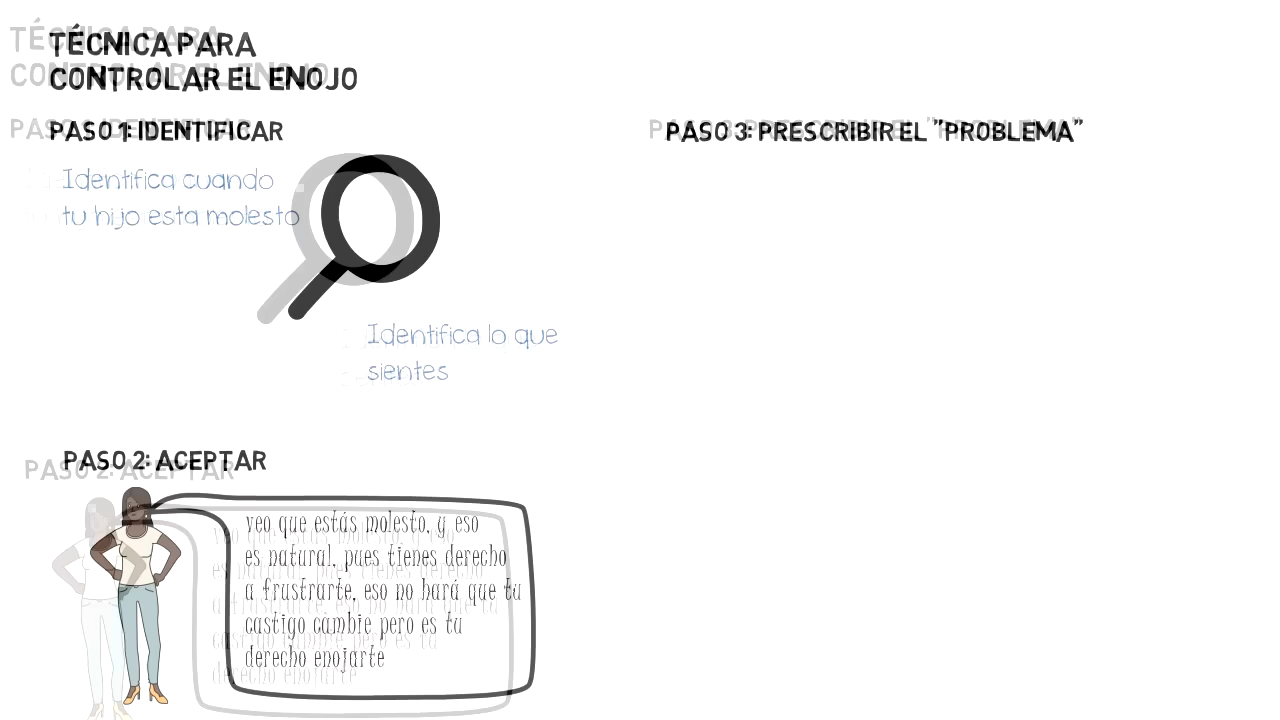 TÉCNICA PARA
CONTROLAR EL ENOJO
PASO 1: IDENTIFICAR
Identifica cuando
tu hijo esta molesto
Identifica lo que
sientes
PASO 2: ACEPTAR
veo que estás molesto, y eso
es natural, pues tienes derecho
a frustrarte, eso no hará que tu
castigo cambie pero es tu
derecho enojarte
PASO 3: PRESCRIBIR EL "PROBLEMA"